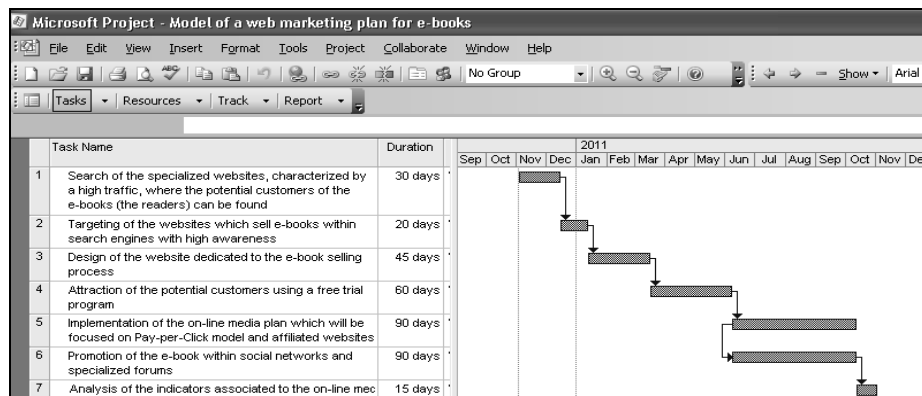 Microsoft Project - Model of a web marketing plan for e-books
File Edit View Insert Format Tools Project Collaborate Window Help
No Group Show Arial
Tasks Resources Track Report
Task Name Duration 2011
Sep Oct Nov Dec Jan Feb Mar Apr May Jun Jul Aug Sep Oct Nov De
1 Search of the specialized websites, characterized by 30 days
a high traffic, where the potential customers of the
e-books (the readers) can be found
2 Targeting of the websites which sell e-books within 20 days
search engines with high awareness
3 Design of the website dedicated to the e-book selling 45 days
process
4 Attraction of the potential customers using a free trial 60 days
program
5 Implementation of the on-line media plan which will be 90 days
focused on Pay-per-Click model and affiliated websites
6 Promotion of the e-book within social networks and 90 days
specialized forums
7 Analysis of the indicators associated to the on-line mec 15 days